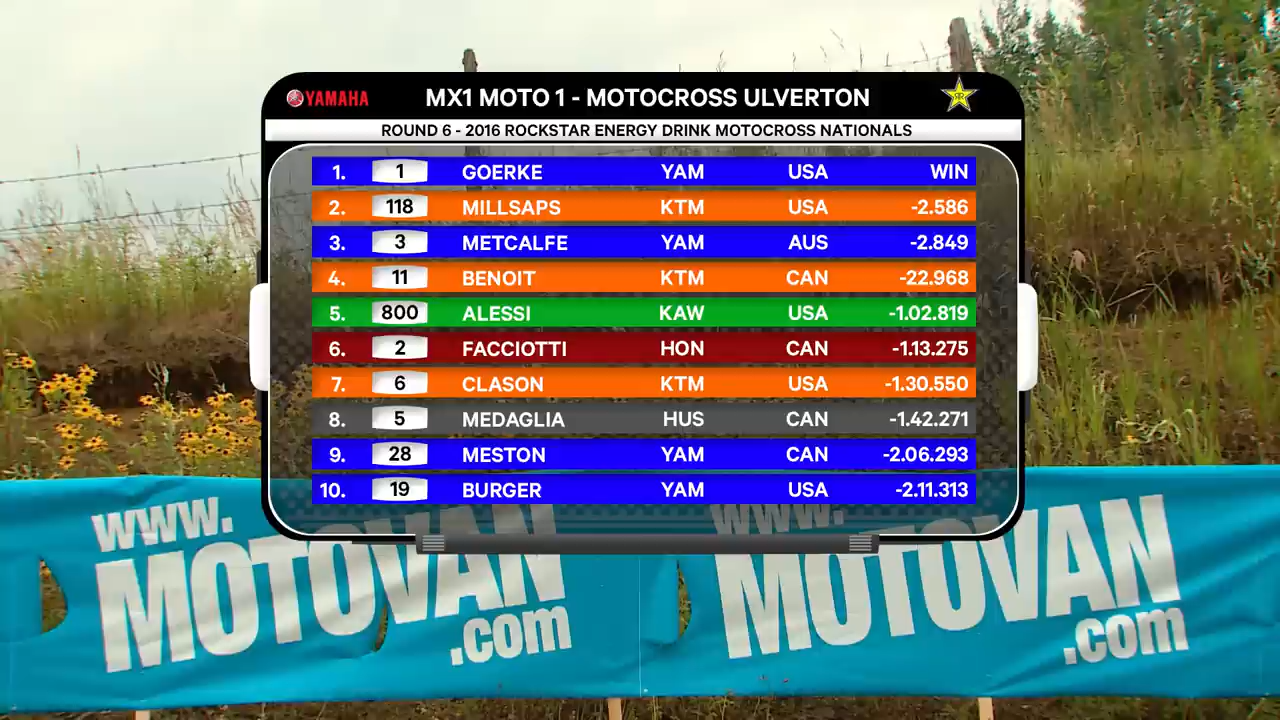 YAMAHA MX1 MOTO 1 - MOTOCROSS ULVERTON
ROUND 6 - 2016 ROCKSTAR ENERGY DRINK MOTOCROSS NATIONALS
1. 1 GOERKE YAM USA WIN
2. 118 MILLSAPS KTM USA -2.586
3. 3 METCALFE YAM AUS -2.849
4. 11 BENOIT KTM CAN -22.968
5. 800 ALESSI KAW USA -1.02.819
6. 2 FACCIOTTI HON CAN -1.13.275
7. 6 CLASON KTM USA -1.30.550
8. 5 MEDAGLIA HUS CAN -1.42.271
9. 28 MESTON YAM CAN -2.06.293
10. 19 BURGER YAM USA -2.11.313
www.
MOTOVAN
.com
www.
MOTOVAN
.com